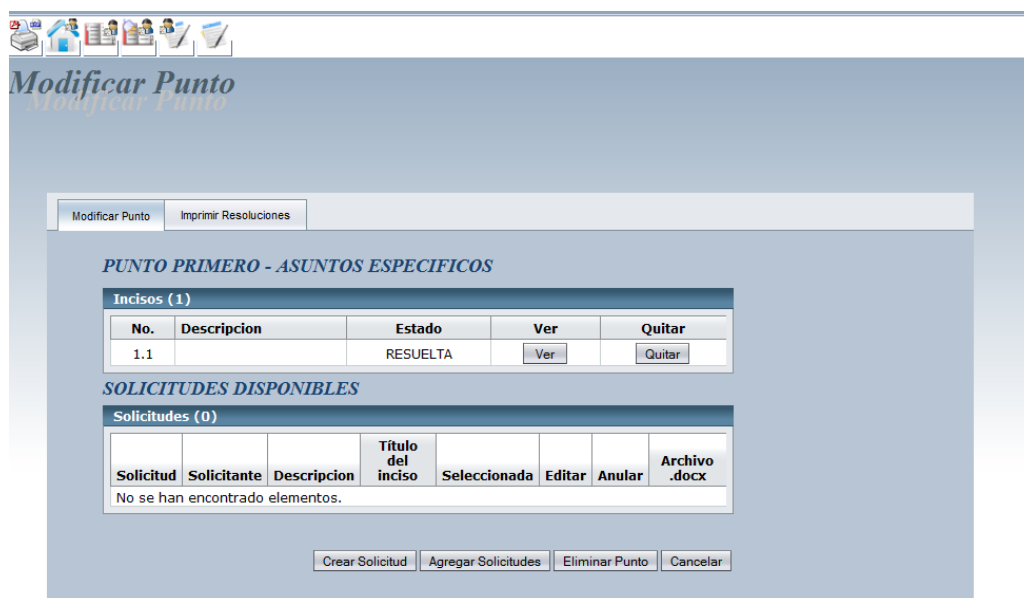 Modificar Punto
Modificar Punto
Modificar Punto Imprimir Resoluciones
PUNTO PRIMERO - ASUNTOS ESPECIFICOS
Incisos (1)
No. Descripcion Estado Ver Quitar
1.1 RESUELTA Ver Quitar
SOLICITUDES DISPONIBLES
Solicitudes (0)
Solicitud Solicitante Descripcion Título del inciso Seleccionada Editar Anular Archivo .docx
No se han encontrado elementos.
Crear Solicitud Agregar Solicitudes Eliminar Punto Cancelar